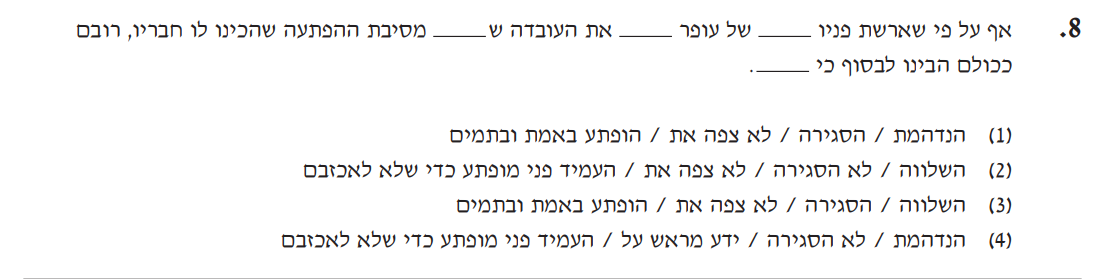 8. אף על פי שארשת פניו _____ של עופר _____ את העובדה ש_____ מסיבת ההפתעה שהכינו לו חבריו, רובם
ככולם הבינו לבסוף כי _____.
(1) הנדהמת / הסגירה / לא צפה את / הופתע באמת ובתמים
(2) השלווה / לא הסגירה / לא צפה את / העמיד פני מופתע כדי שלא לאכזבם
(3) השלווה / הסגירה / לא צפה את / הופתע באמת ובתמים
(4) הנדהמת / לא הסגירה / ידע מראש על / העמיד פני מופתע כדי שלא לאכזבם